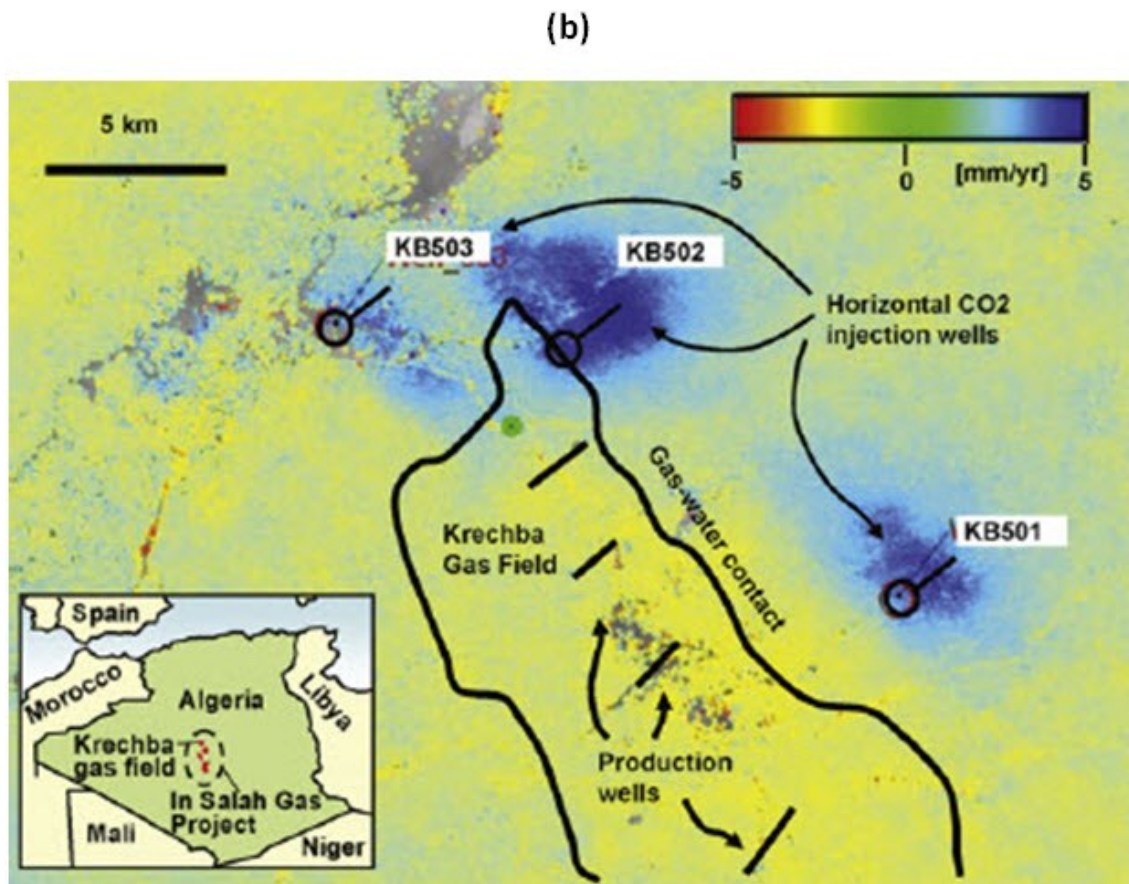 (b)
5 km
-5
0
[mm/yr]
5
KB503
KB502
Horizontal CO2
injection wells
Gas-water contact
Krechba
Gas Field
KB501
Production
wells
Spain
Morocco
Algeria
Libya
Krechba
gas field
In Salah Gas
Project
Mali
Niger